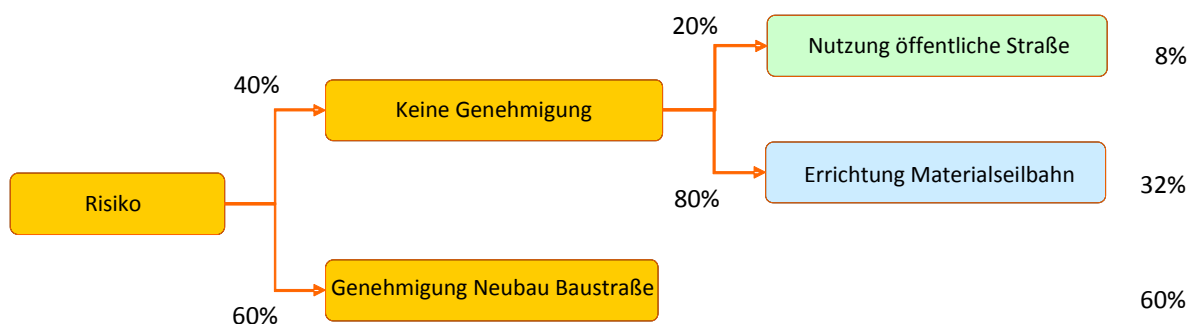 20%
Nutzung öffentliche Straße
8%
40%
Keine Genehmigung
Errichtung Materialseilbahn
32%
80%
Risiko
Genehmigung Neubau Baustraße
60%
60%